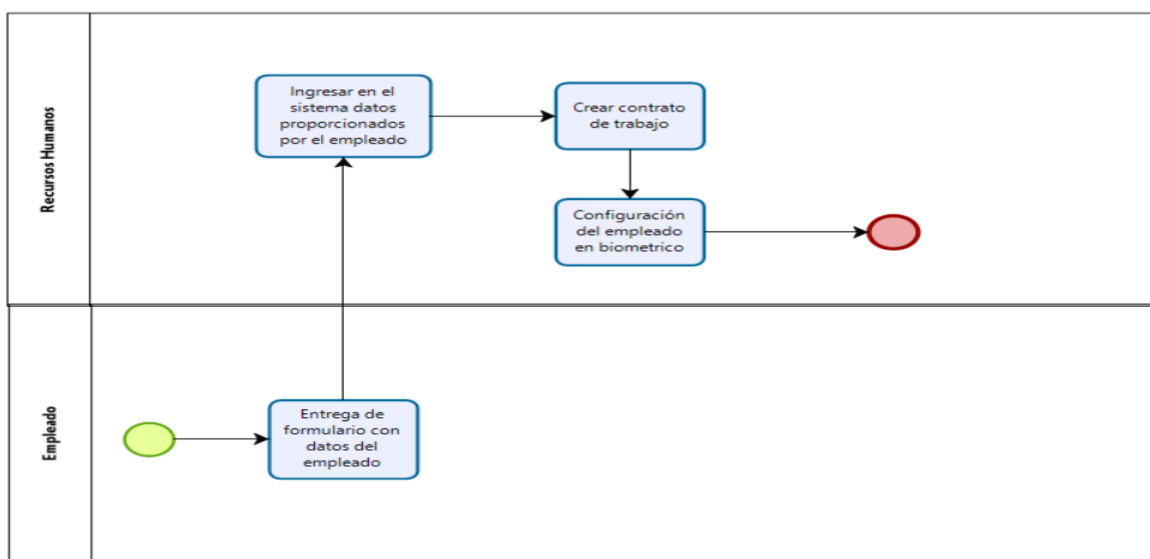 Recursos Humanos
Ingresar en el
sistema datos
proporcionados
por el empleado
Crear contrato
de trabajo
Configuración
del empleado
en biometrico
Empleado
Entrega de
formulario con
datos del
empleado